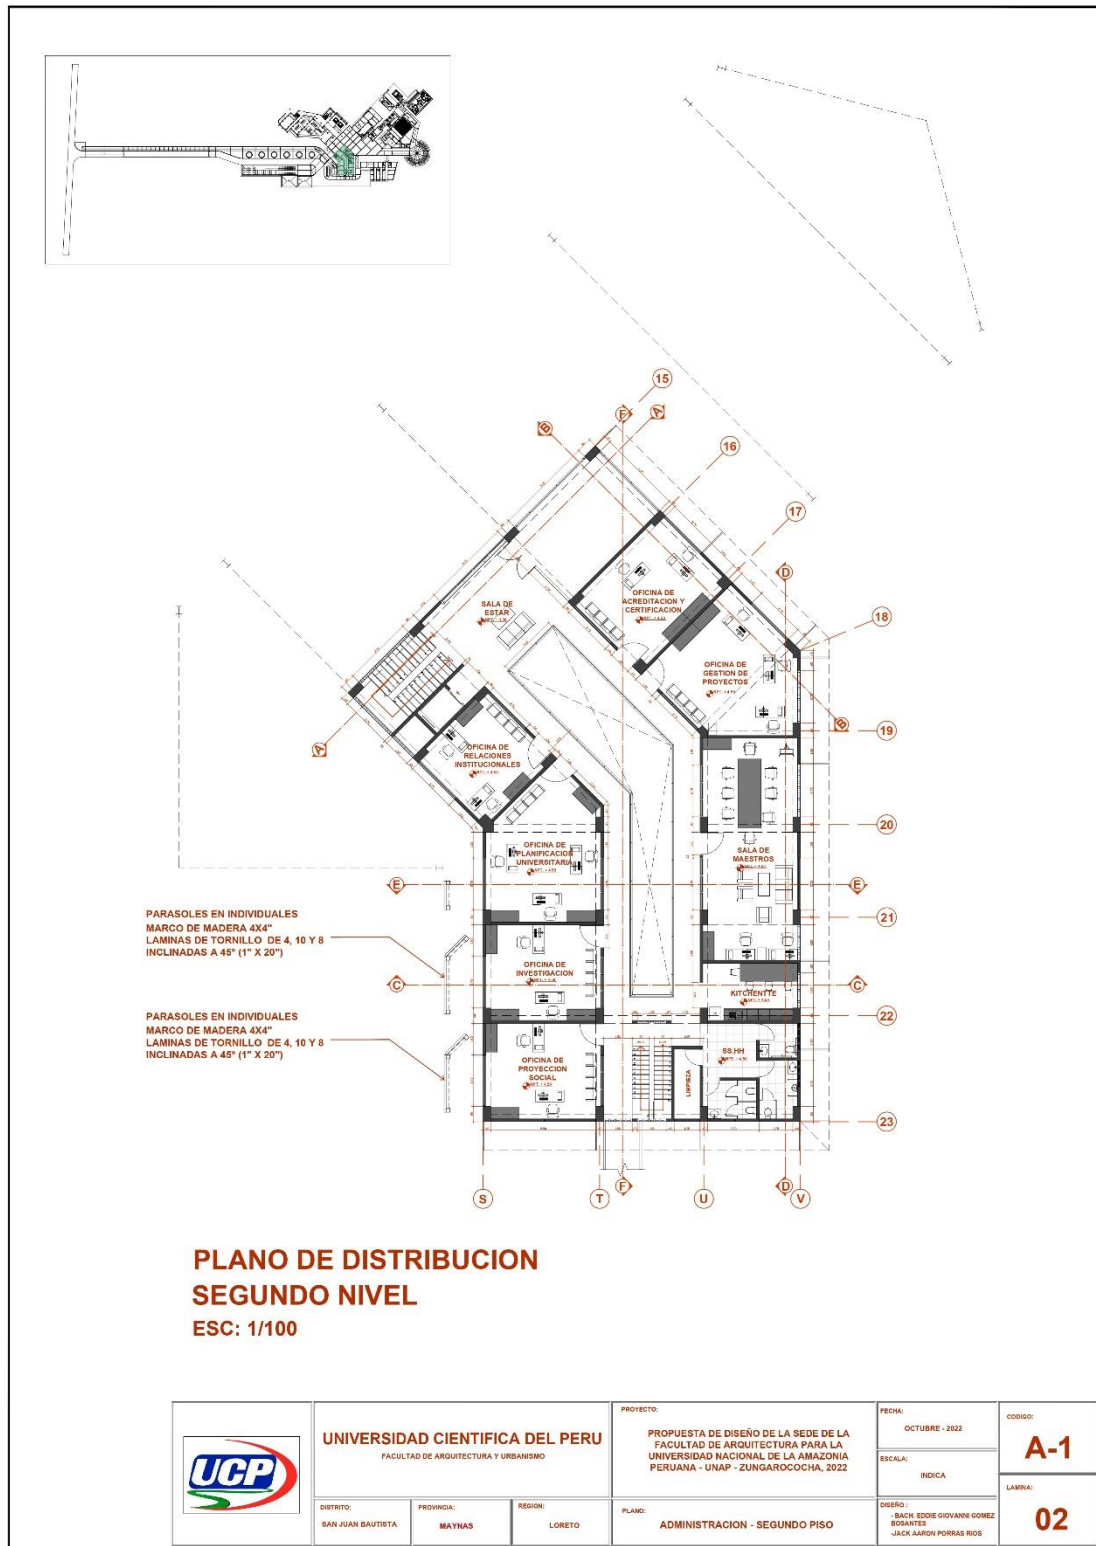 15
F
A
B
16
17
D
18
OFICINA DE
ACREDITACION Y
CERTIFICACION
SALA DE
ESTAR
OFICINA DE
GESTION DE
PROYECTOS
B
19
A
OFICINA DE
RELACIONES
INSTITUCIONALES
20
OFICINA DE
PLANIFICACION
UNIVERSITARIA
SALA DE
MAESTROS
E
E
21
PARASOLES EN INDIVIDUALES
MARCO DE MADERA 4X4"
LAMINAS DE TORNILLO DE 4, 10 Y 8
INCLINADAS A 45° (1" X 20")
OFICINA DE
INVESTIGACION
C
KITCHENTTE
C
22
PARASOLES EN INDIVIDUALES
MARCO DE MADERA 4X4"
LAMINAS DE TORNILLO DE 4, 10 Y 8
INCLINADAS A 45° (1" X 20")
OFICINA DE
PROYECCION
SOCIAL
LIMPIEZA
SS.HH
23
S
T
F
U
D
V
PLANO DE DISTRIBUCION
SEGUNDO NIVEL
ESC: 1/100
UCP
UNIVERSIDAD CIENTIFICA DEL PERU
FACULTAD DE ARQUITECTURA Y URBANISMO
DISTRITO:
SAN JUAN BAUTISTA
PROVINCIA:
MAYNAS
REGION:
LORETO
PROYECTO:
PROPUESTA DE DISEÑO DE LA SEDE DE LA
FACULTAD DE ARQUITECTURA PARA LA
UNIVERSIDAD NACIONAL DE LA AMAZONIA
PERUANA - UNAP - ZUNGAROCOCHA, 2022
PLANO:
ADMINISTRACION - SEGUNDO PISO
FECHA:
OCTUBRE - 2022
ESCALA:
INDICA
DISEÑO :
- BACH. EDDIE GIOVANNI GOMEZ
BOSANTES
-JACK AARON PORRAS RIOS
CODIGO:
A-1
LAMINA:
02